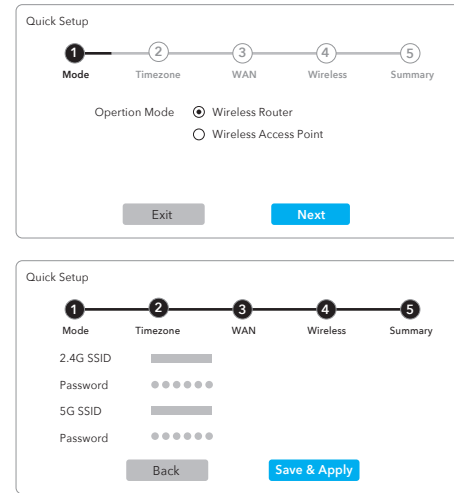 Quick Setup
1 2 3 4 5
Mode Timezone WAN Wireless Summary
Opertion Mode Wireless Router
Wireless Access Point
Exit Next
Quick Setup
1 2 3 4 5
Mode Timezone WAN Wireless Summary
2.4G SSID
Password
5G SSID
Password
Back Save & Apply